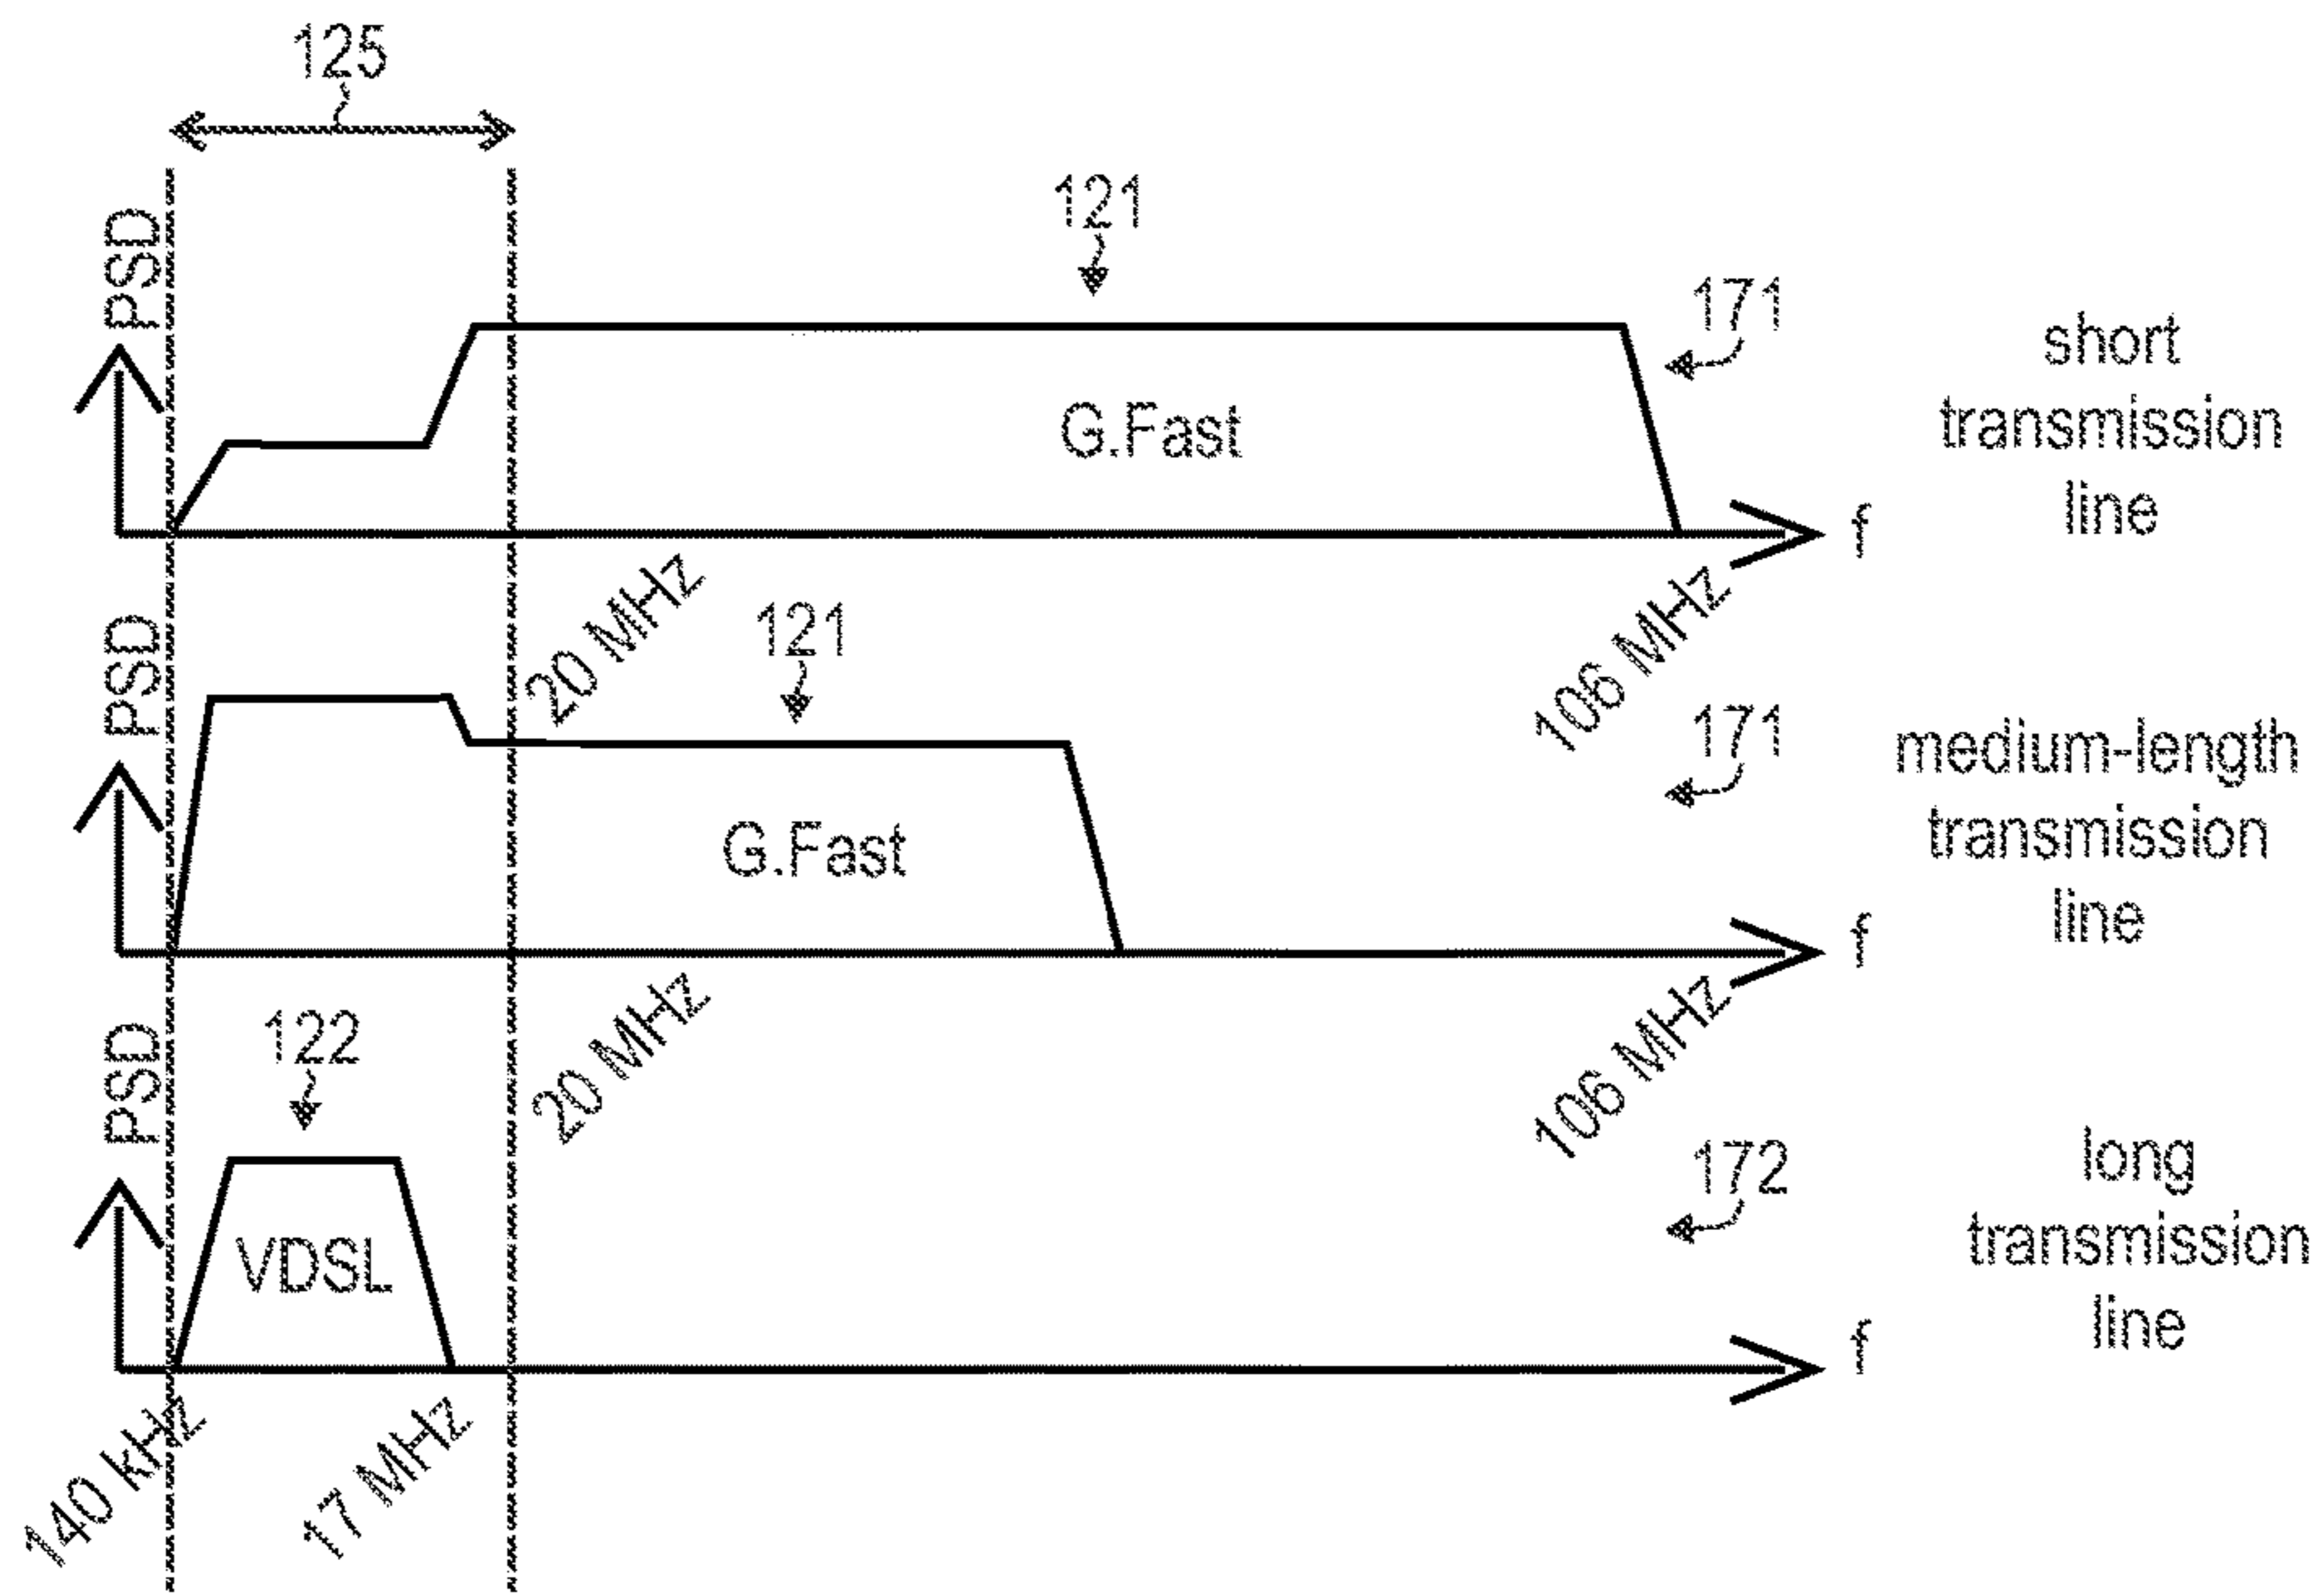 125
PSD
121
171
short
transmission
line
G.Fast
f
20 MHz
106 MHz
PSD
121
171
medium-length
transmission
line
G.Fast
f
20 MHz
106 MHz
PSD
122
172
long
transmission
line
VDSL
f
140 kHz
17 MHz